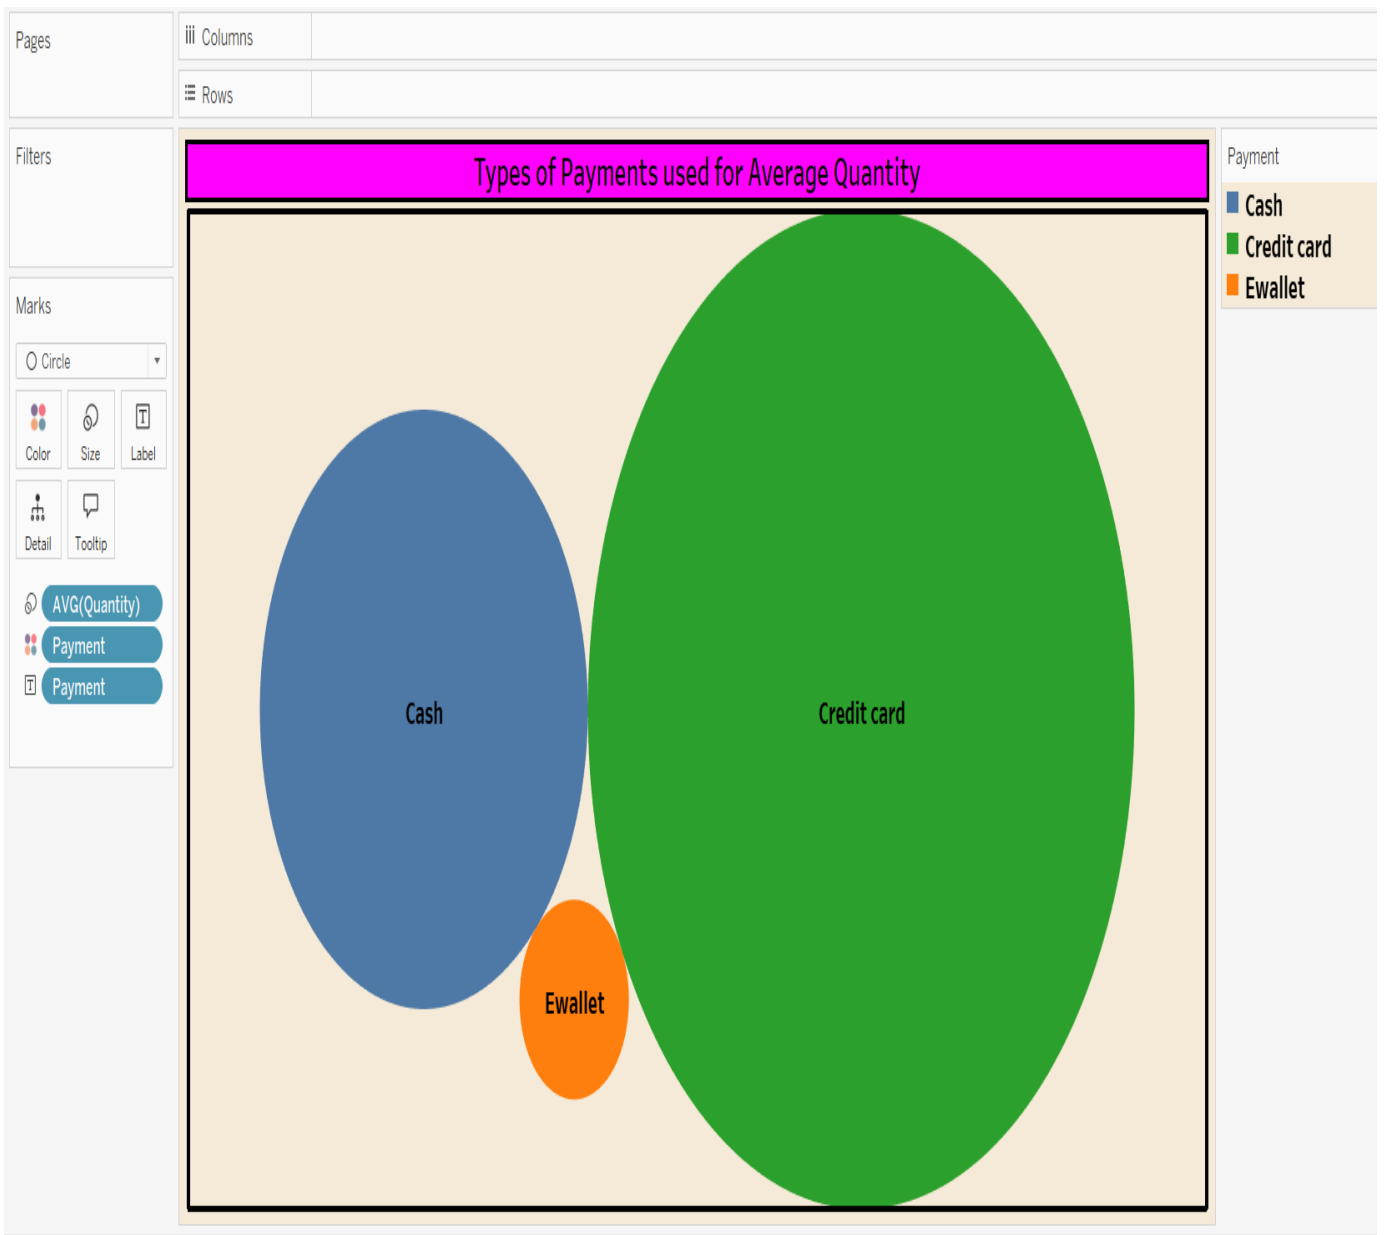 Pages
Columns
Rows
Filters
Types of Payments used for Average Quantity
Payment
Cash
Credit card
Ewallet
Marks
Circle
Color
Size
T
Label
Detail
Tooltip
AVG(Quantity)
Payment
T
Payment
Cash
Credit card
Ewallet